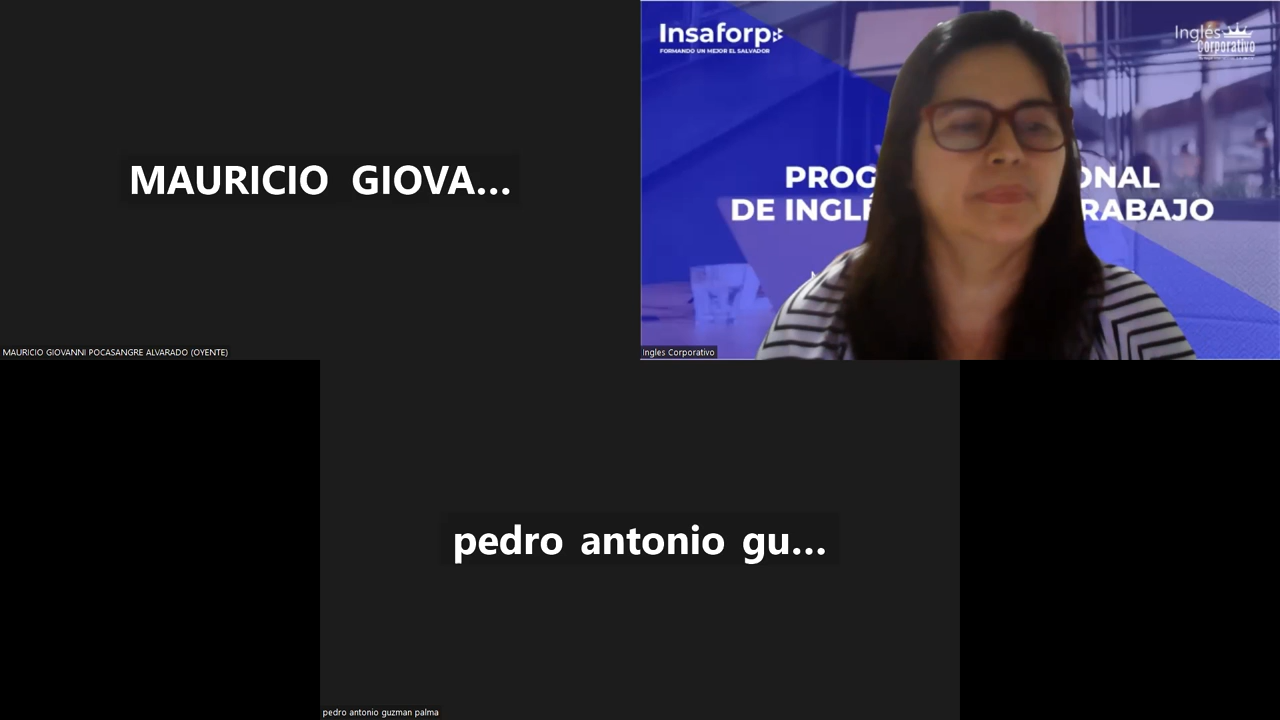 MAURICIO GIOVA...
MAURICIO GIOVANNI POCASANGRE ALVARADO (OYENTE)
Insaforp
FORMANDO UN MEJOR EL SALVADOR
Inglés
corporativo
PROG ONAL
DE INGLÉ RABAJO
Ingles Corporativo
pedro antonio gu...
pedro antonio guzman palma